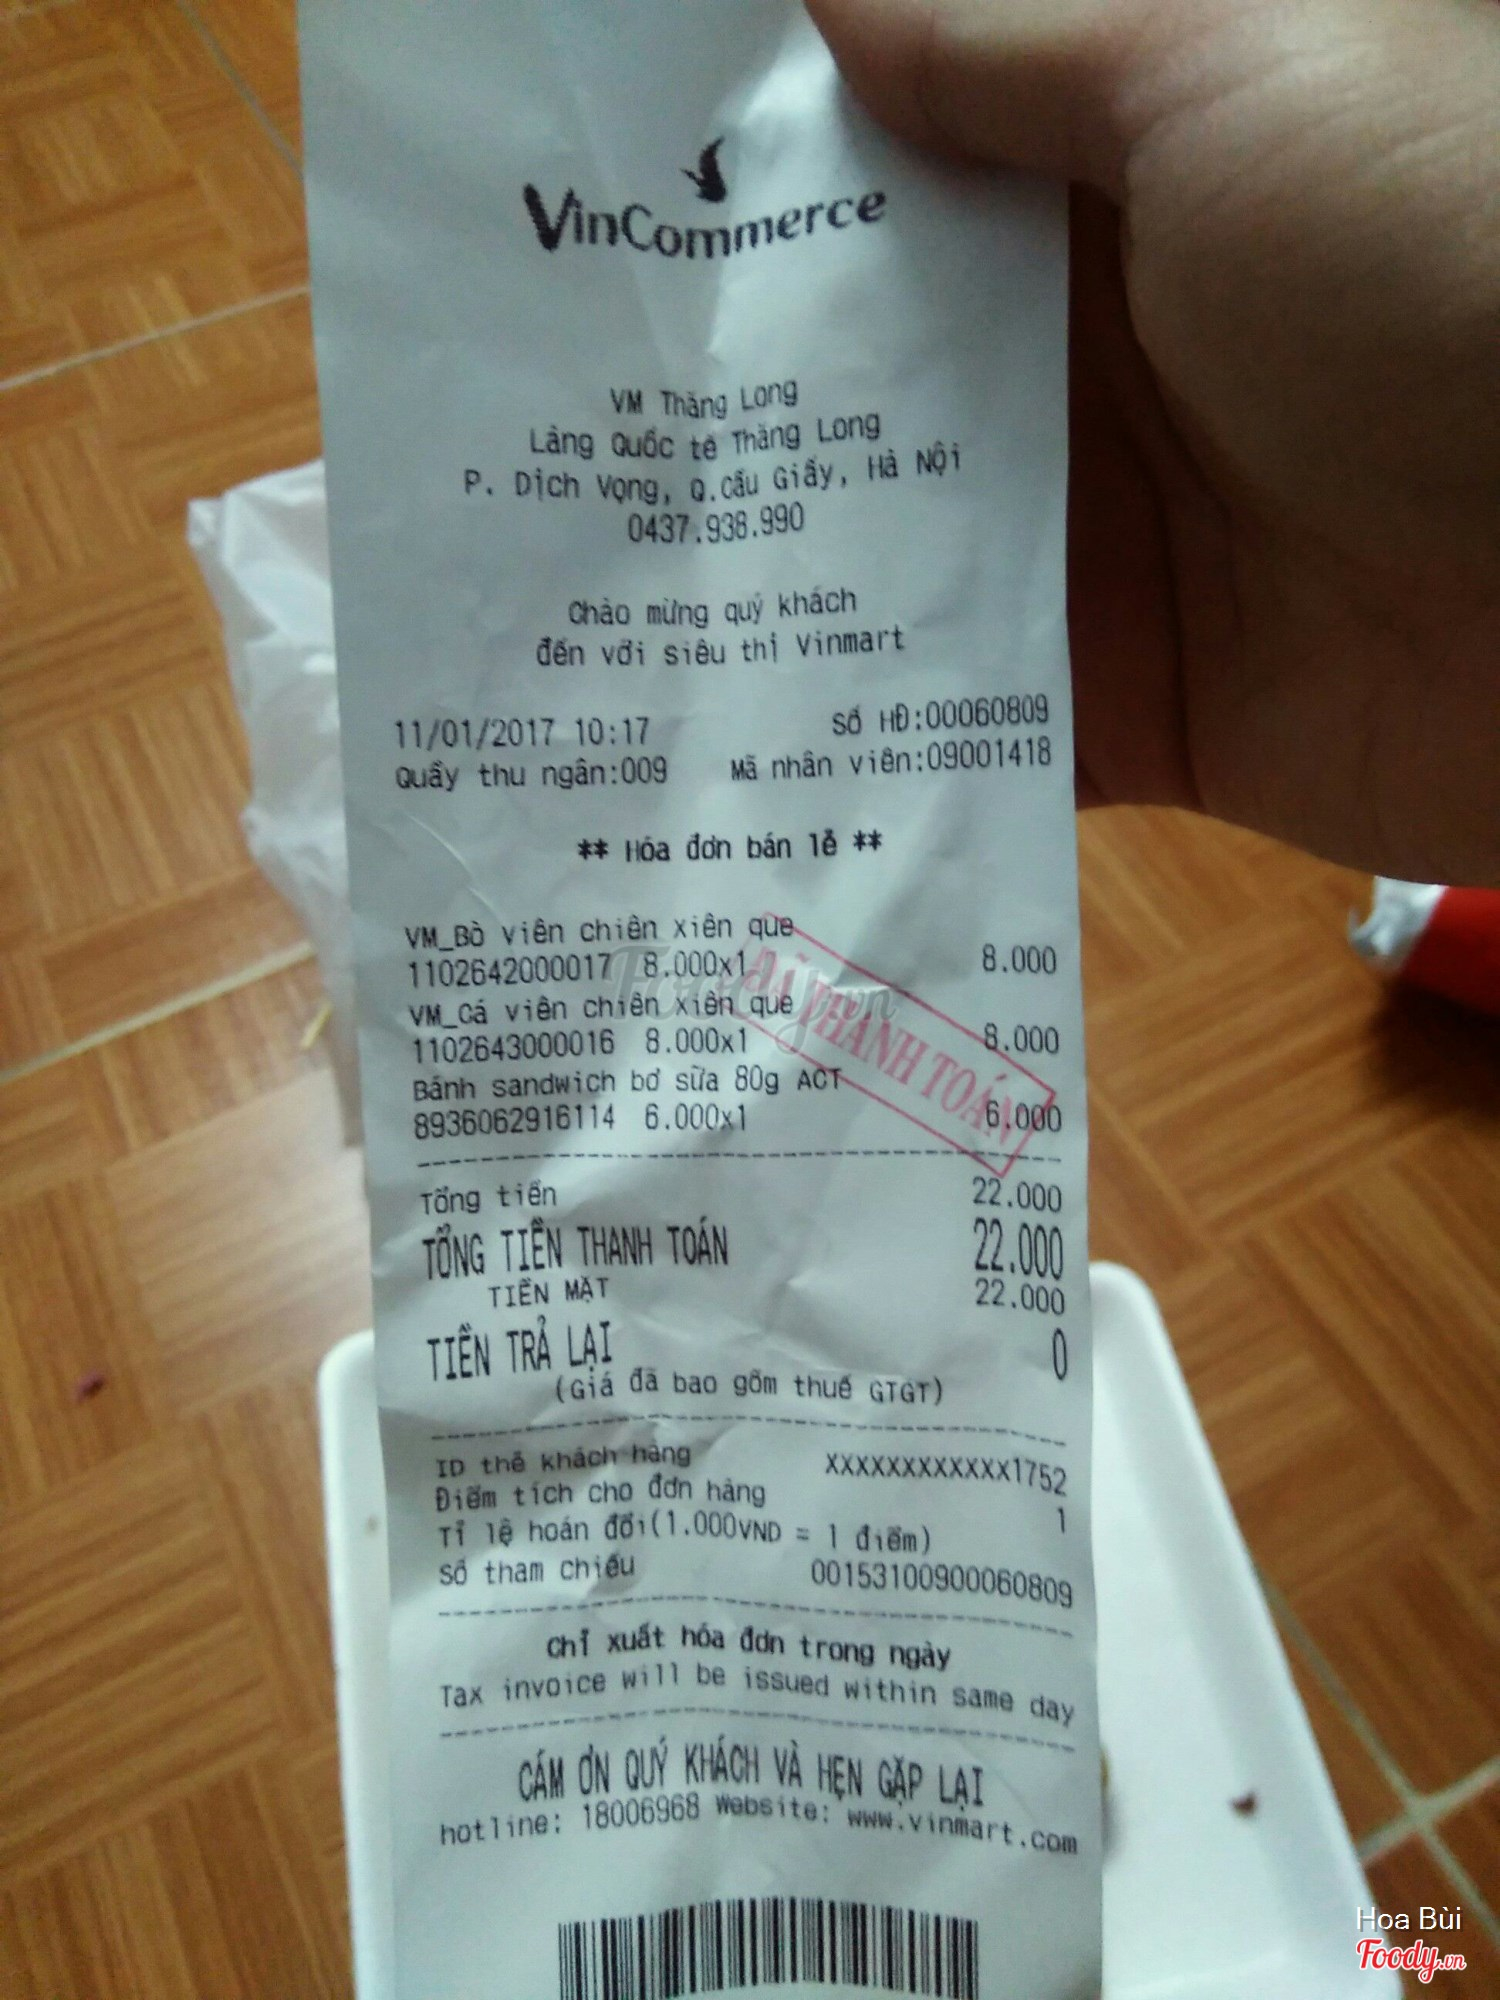 VinCommerce
VM Thăng Long
Làng Quốc tế Thăng Long
P. Dịch Vọng, Q.Cầu Giấy, Hà Nội
0437.938.990
Chào mừng quý khách
đến với siêu thị Vinmart
11/01/2017 10:17 Số HĐ:00060809
Quầy thu ngân:009 Mã nhân viên:09001418
** Hóa đơn bán lẻ **
VM_Bò viên chiên xiên que
1102642000017 8.000x1 8.000
VM_Cá viên chiên xiên que
1102643000016 8.000x1 8.000
Bánh sandwich bơ sữa 80g ACT
8936062916114 6.000x1 6.000
ĐÃ THANH TOÁN
Foody.vn
Tổng tiền 22.000
TỔNG TIỀN THANH TOÁN 22.000
TIỀN MẶT 22.000
TIỀN TRẢ LẠI 0
(Giá đã bao gồm thuế GTGT)
ID thẻ khách hàng XXXXXXXXXXXX1752
Điểm tích cho đơn hàng 1
Tỉ lệ hoán đổi(1.000VND = 1 điểm)
Số tham chiếu 00153100900060809
Chỉ xuất hóa đơn trong ngày
Tax invoice will be issued within same day
CÁM ƠN QUÝ KHÁCH VÀ HẸN GẶP LẠI
hotline: 18006968 Website: www.vinmart.com
Hoa Bùi
Foody.vn